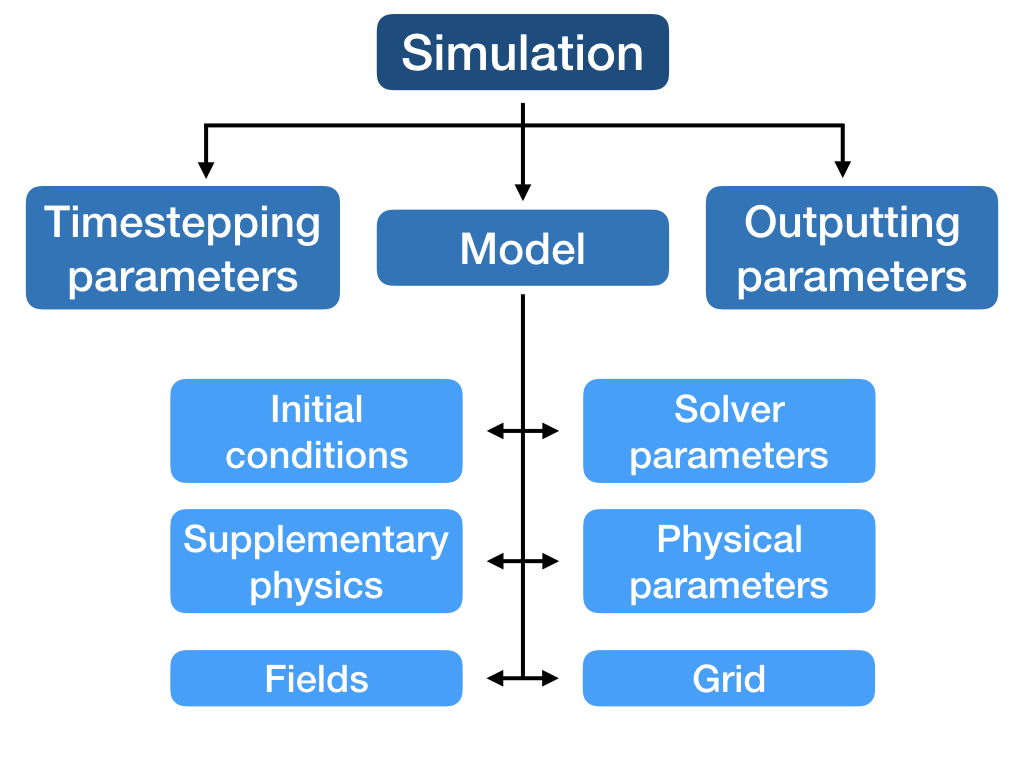 Simulation
Timestepping
parameters
Model
Outputting
parameters
Initial
conditions
Solver
parameters
Supplementary
physics
Physical
parameters
Fields
Grid